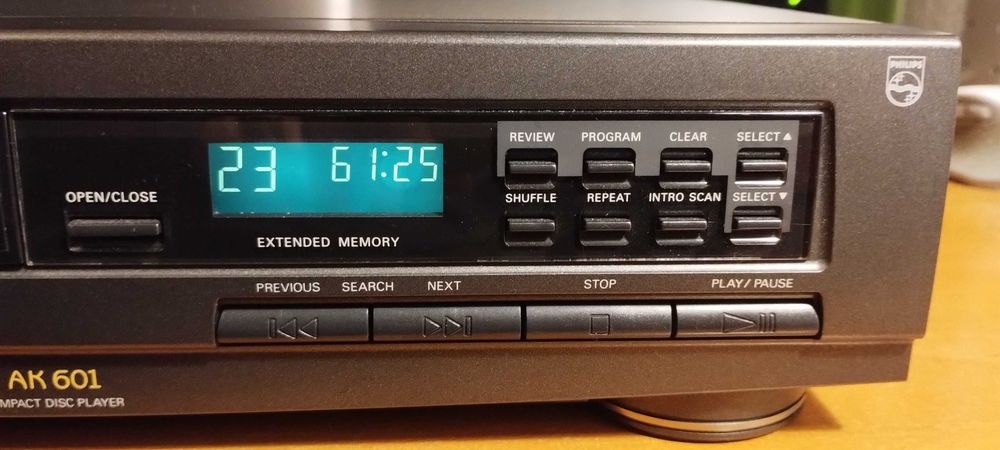 PHILIPS
REVIEW PROGRAM CLEAR SELECT ▲
23 61:25
OPEN/CLOSE
SHUFFLE REPEAT INTRO SCAN SELECT ▼
EXTENDED MEMORY
PREVIOUS SEARCH NEXT STOP PLAY/PAUSE
AK 601
MPACT DISC PLAYER